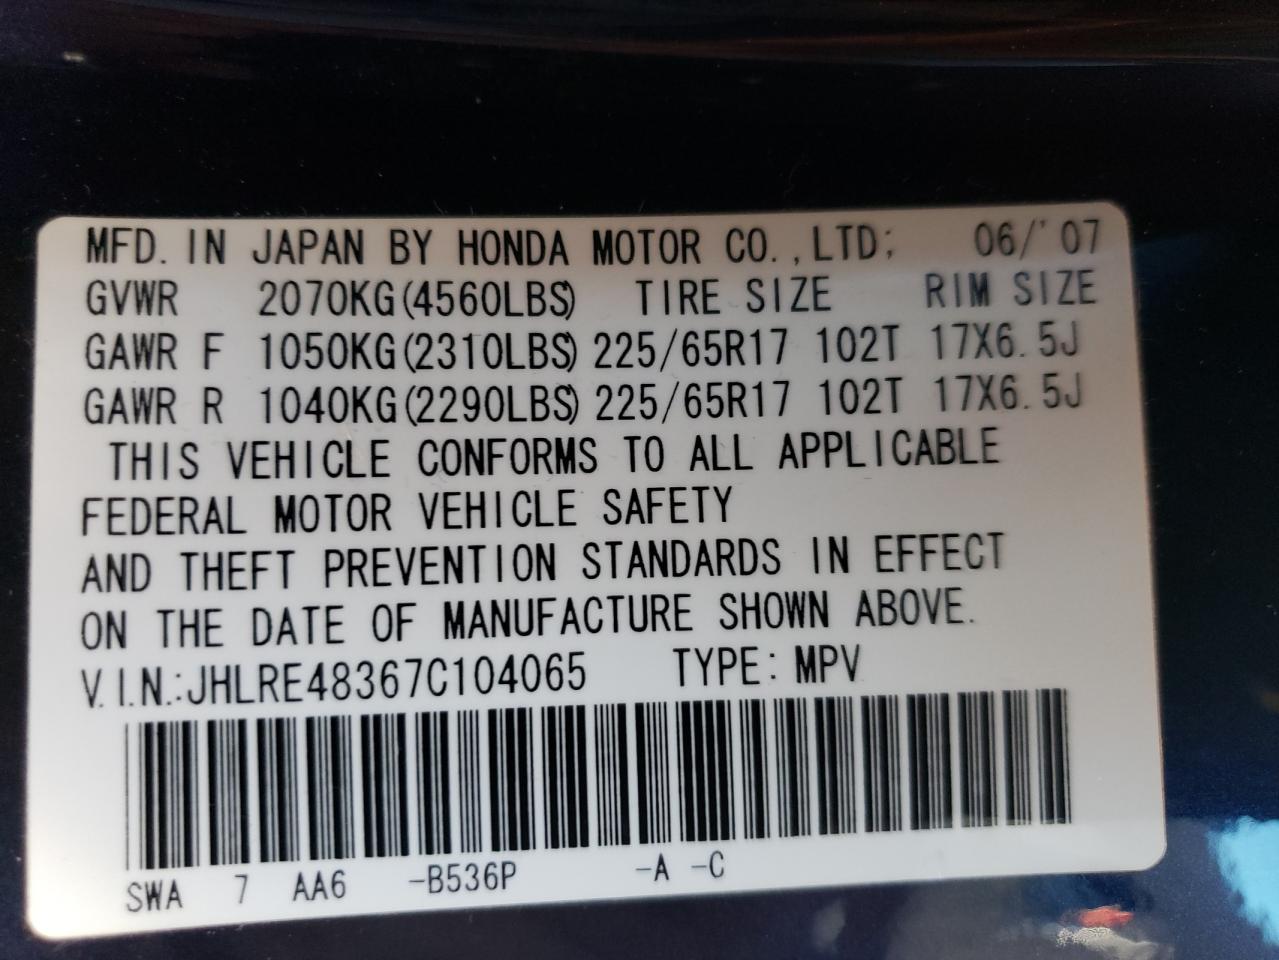 MFD. IN JAPAN BY HONDA MOTOR CO.,LTD; 06/'07
GVWR 2070KG(4560LBS) TIRE SIZE RIM SIZE
GAWR F 1050KG(2310LBS) 225/65R17 102T 17X6.5J
GAWR R 1040KG(2290LBS) 225/65R17 102T 17X6.5J
THIS VEHICLE CONFORMS TO ALL APPLICABLE
FEDERAL MOTOR VEHICLE SAFETY
AND THEFT PREVENTION STANDARDS IN EFFECT
ON THE DATE OF MANUFACTURE SHOWN ABOVE.
V.I.N.:JHLRE48367C104065 TYPE: MPV
SWA 7 AA6 -B536P -A -C